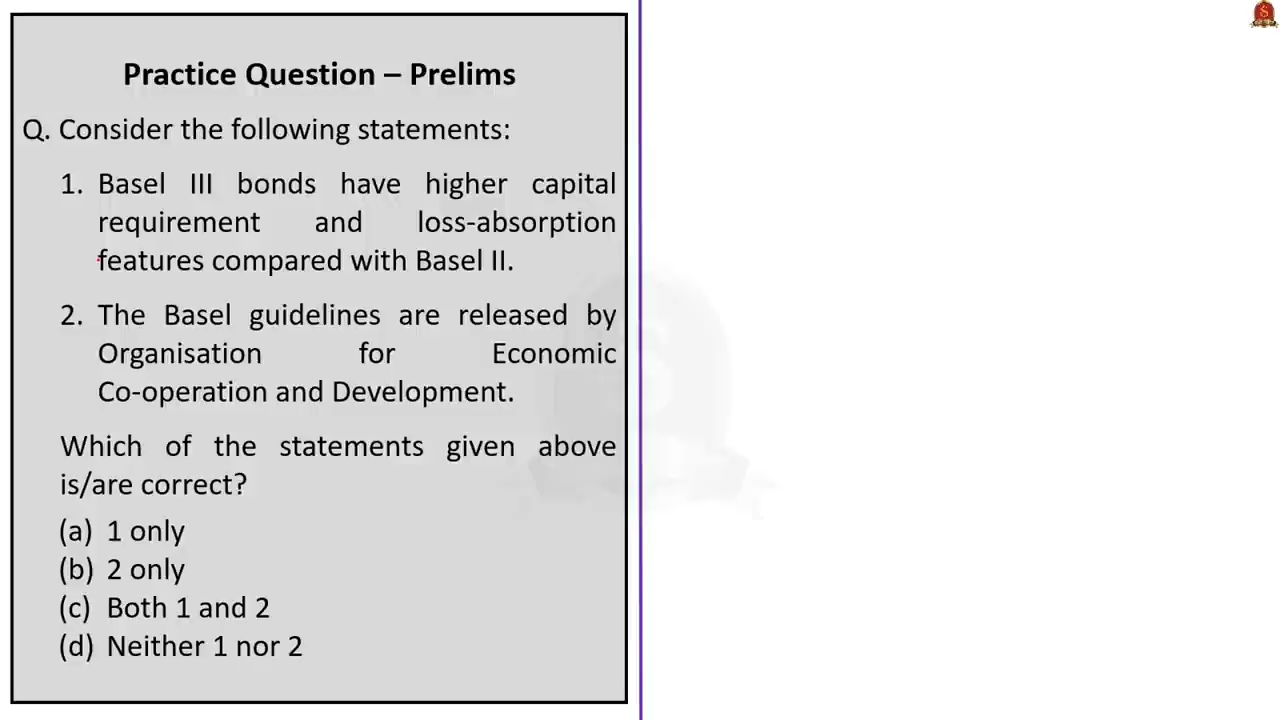 Practice Question – Prelims
Q. Consider the following statements:
1. Basel III bonds have higher capital
requirement and loss-absorption
features compared with Basel II.
2. The Basel guidelines are released by
Organisation for Economic
Co-operation and Development.
Which of the statements given above
is/are correct?
(a) 1 only
(b) 2 only
(c) Both 1 and 2
(d) Neither 1 nor 2